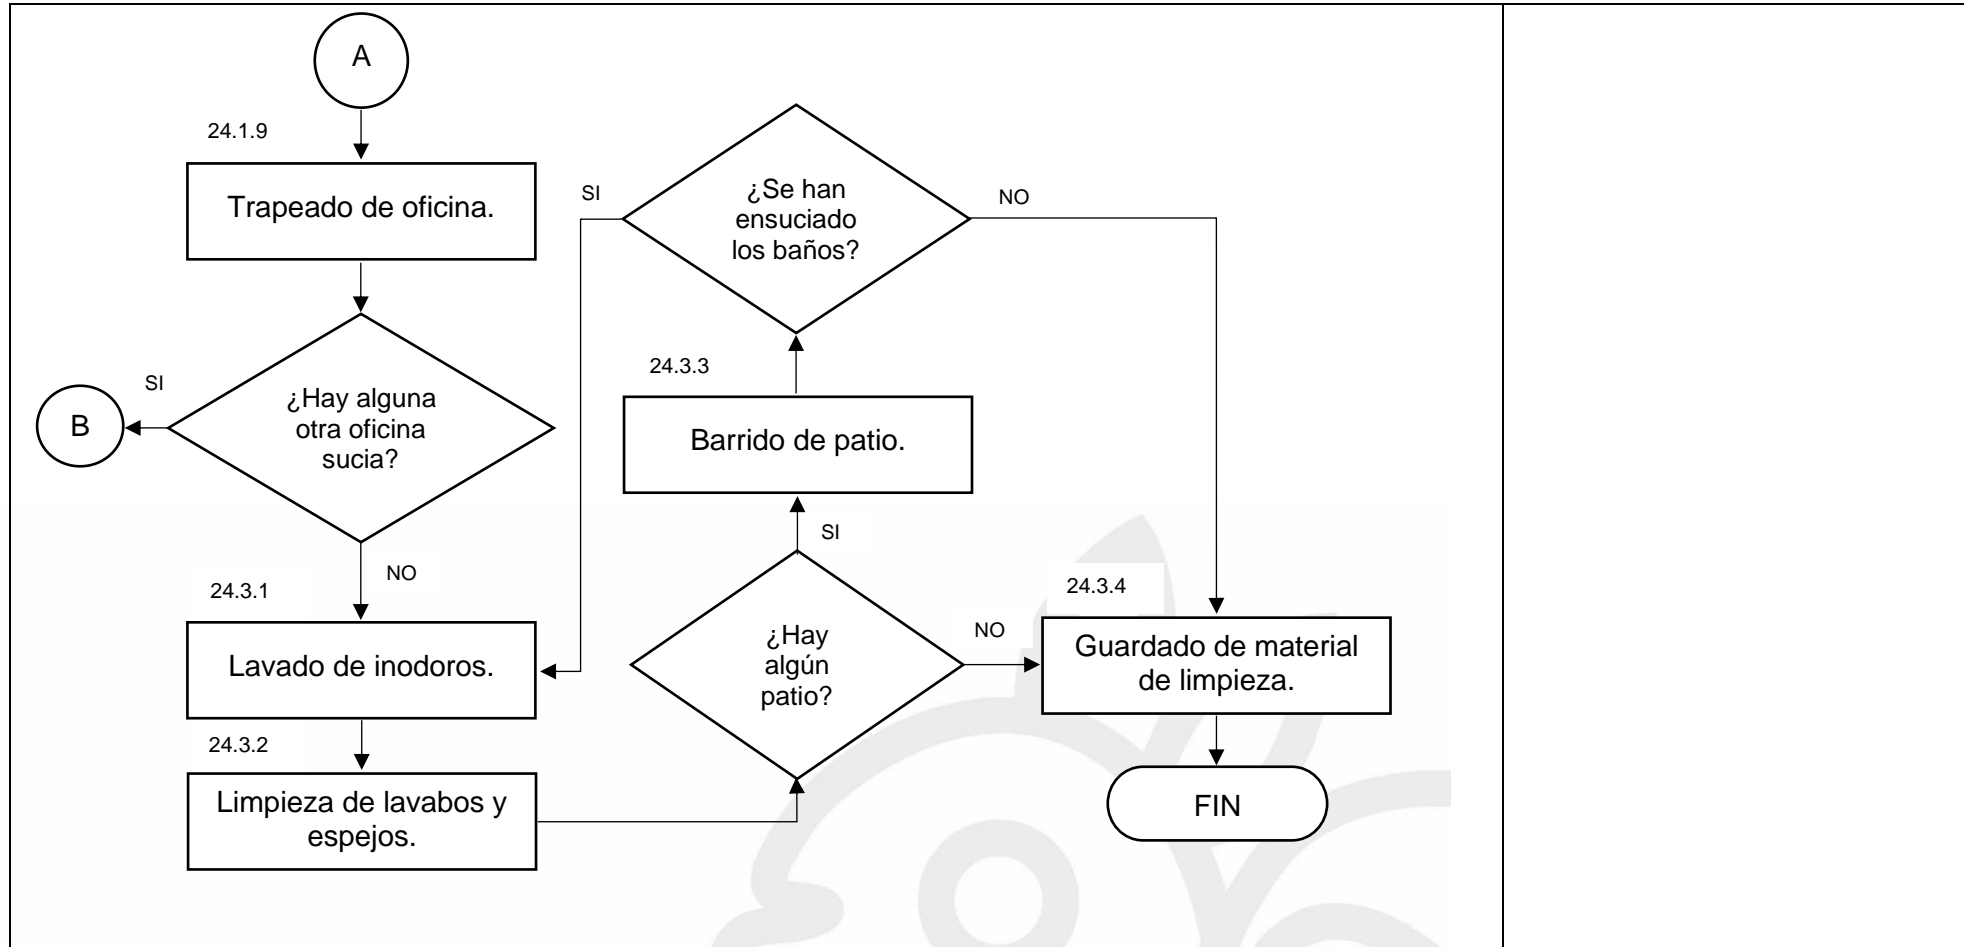 A
24.1.9
Trapeado de oficina.
SI
¿Hay alguna
otra oficina
sucia?
B
NO
24.3.1
Lavado de inodoros.
24.3.2
Limpieza de lavabos y
espejos.
SI
¿Se han
ensuciado
los baños?
NO
24.3.3
Barrido de patio.
SI
¿Hay
algún
patio?
NO
24.3.4
Guardado de material
de limpieza.
FIN